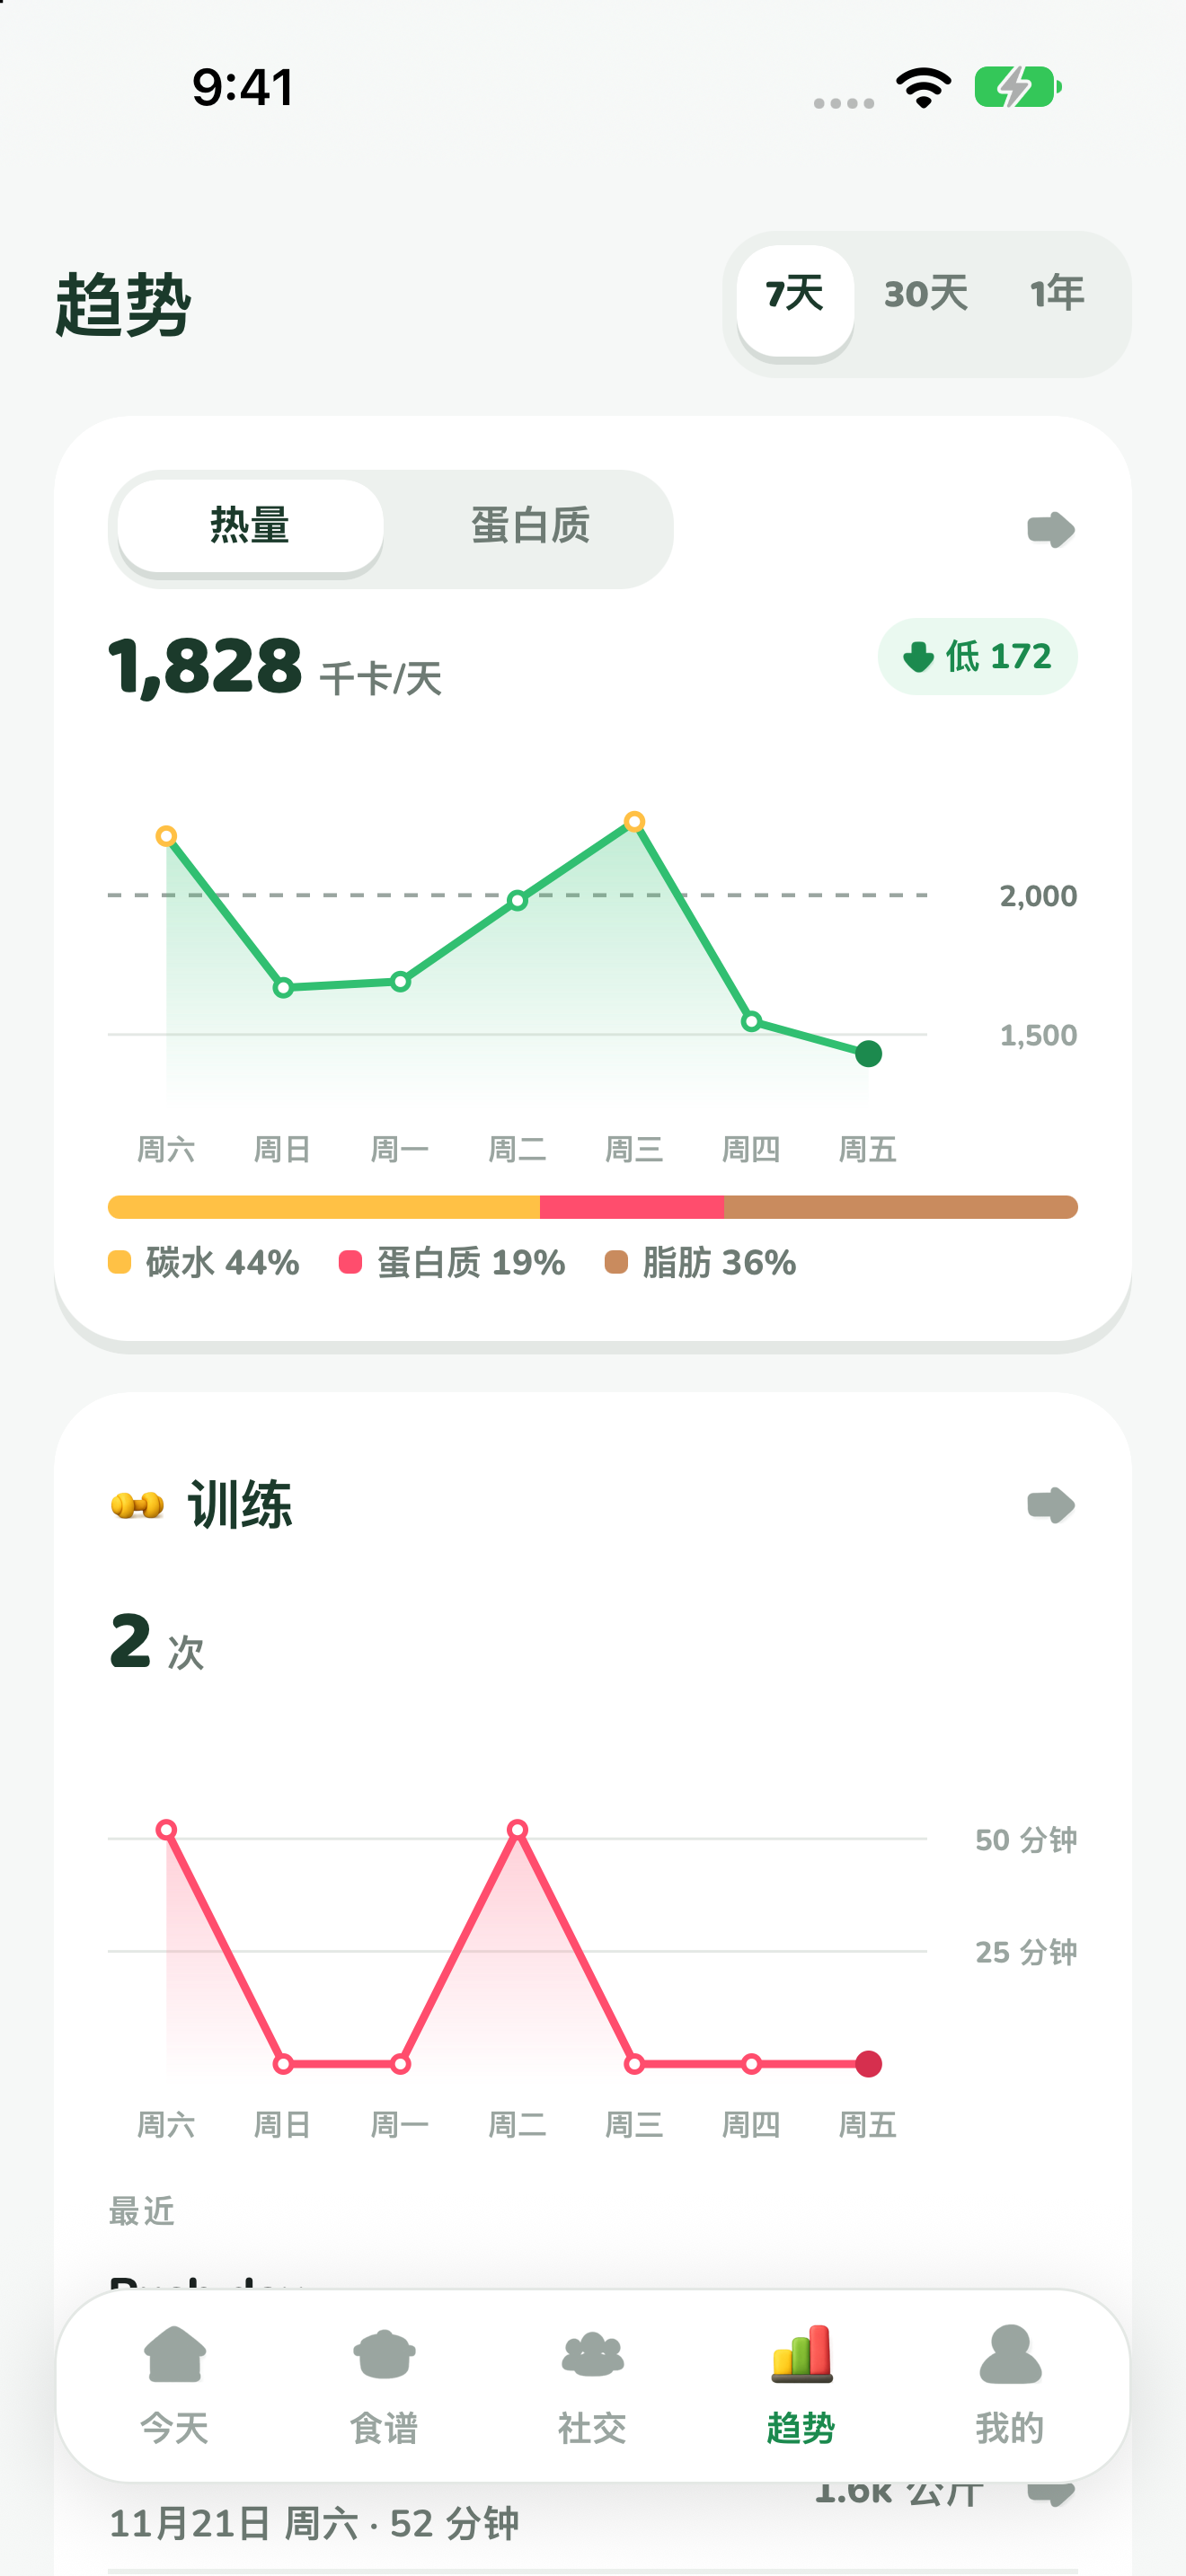 9:41
趋势
7天 30天 1年
热量 蛋白质
1,828 千卡/天
低 172
2,000
1,500
周六 周日 周一 周二 周三 周四 周五
碳水 44% 蛋白质 19% 脂肪 36%
训练
2 次
50 分钟
25 分钟
周六 周日 周一 周二 周三 周四 周五
最近
今天 食谱 社交 趋势 我的
1.6k 公斤
11月21日 周六 · 52 分钟